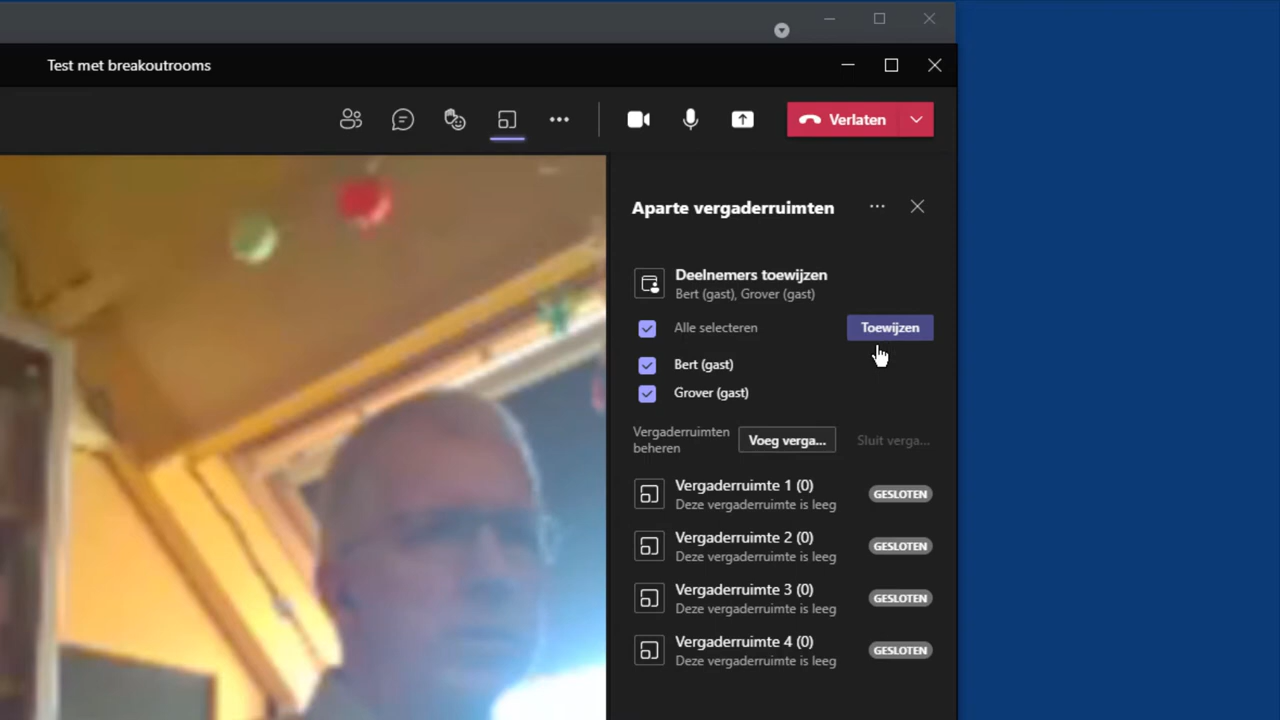 Test met breakoutrooms
Verlaten
Aparte vergaderruimten
Deelnemers toewijzen
Bert (gast), Grover (gast)
Alle selecteren
Toewijzen
Bert (gast)
Grover (gast)
Vergaderruimten
beheren
Voeg verga...
Sluit verga...
Vergaderruimte 1 (0)
Deze vergaderruimte is leeg
GESLOTEN
Vergaderruimte 2 (0)
Deze vergaderruimte is leeg
GESLOTEN
Vergaderruimte 3 (0)
Deze vergaderruimte is leeg
GESLOTEN
Vergaderruimte 4 (0)
Deze vergaderruimte is leeg
GESLOTEN